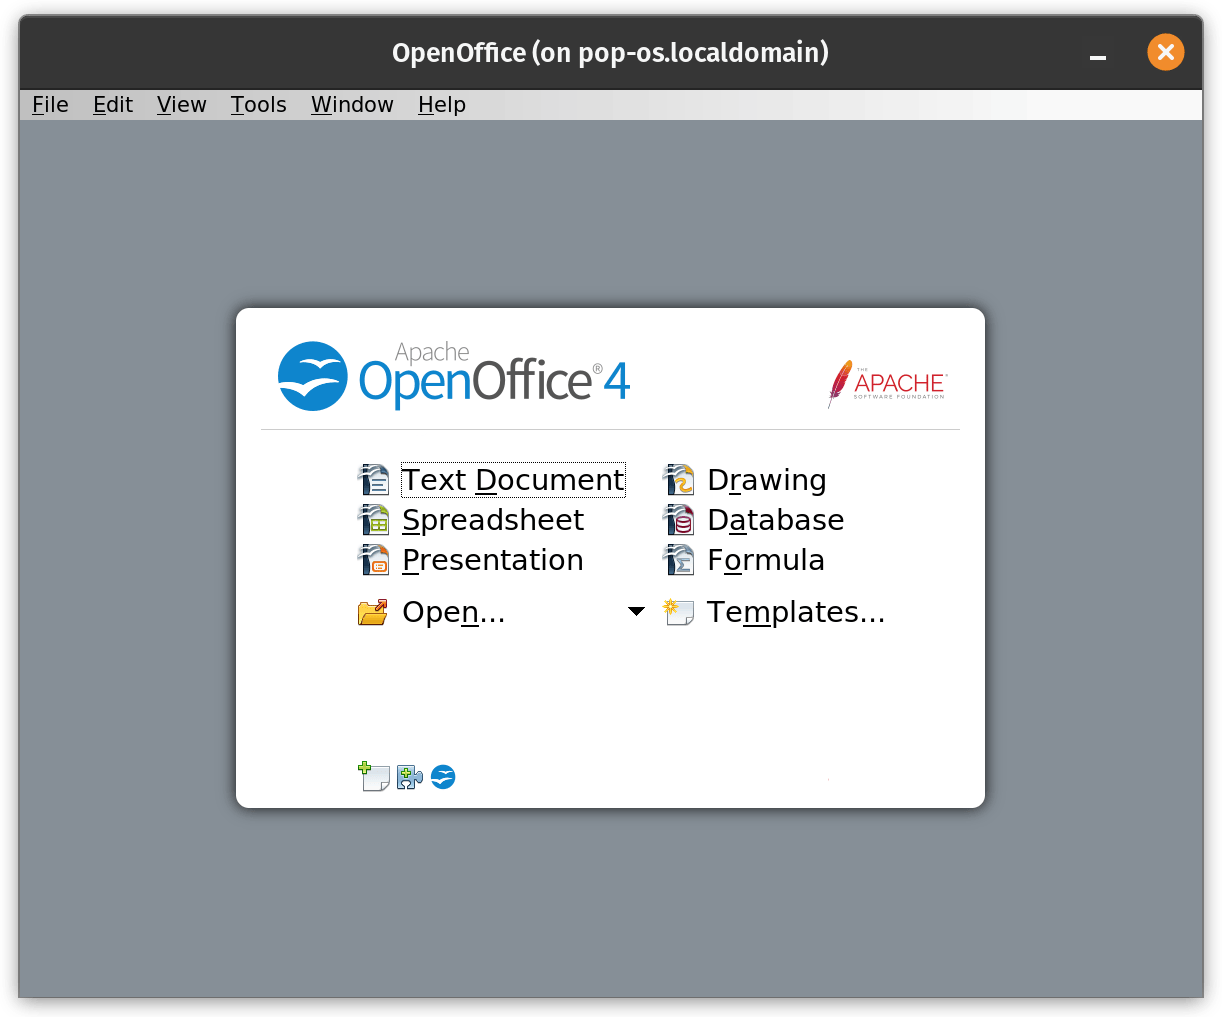 OpenOffice (on pop-os.localdomain)
File Edit View Tools Window Help
Apache
OpenOffice®4
THE
APACHE®
SOFTWARE FOUNDATION
Text Document
Drawing
Spreadsheet
Database
Presentation
Formula
Open...
Templates...